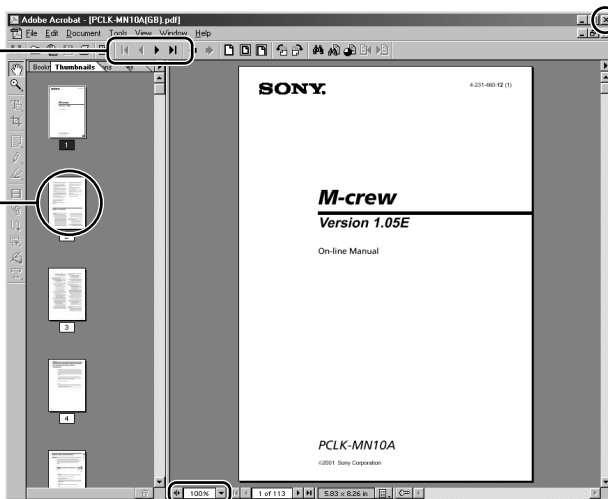 Adobe Acrobat - [PCLK-MN10A(GB).pdf]
File Edit Document Tools View Window Help
Thumbnails
1
3
4
SONY.
4-231-460-12 (1)
M-crew
Version 1.05E
On-line Manual
PCLK-MN10A
©2001 Sony Corporation
100%
1 of 113
5.83 x 8.26 in